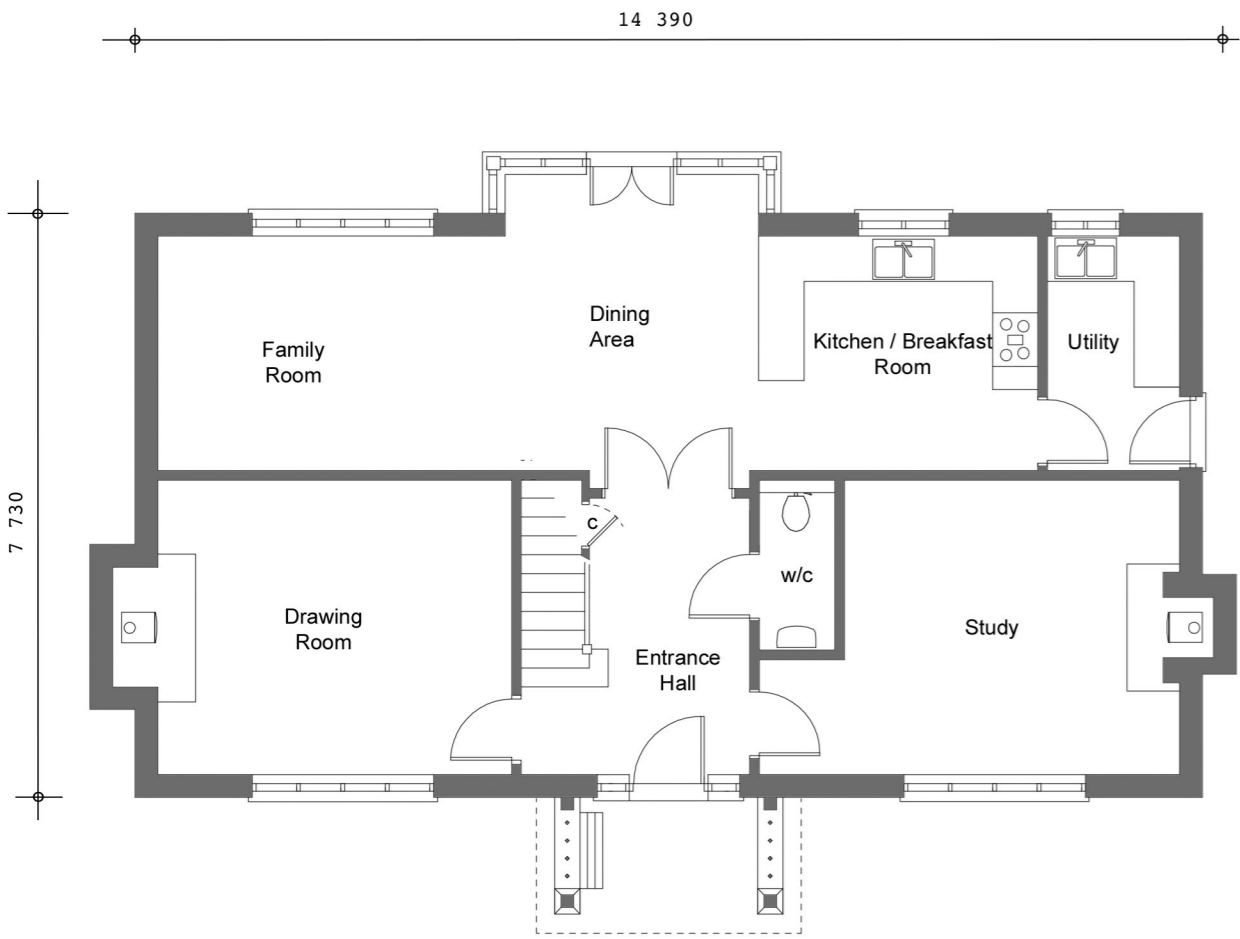 14 390
Dining
Area
Family
Room
Kitchen / Breakfast
Room
Utility
7 730
c
w/c
Drawing
Room
Study
Entrance
Hall